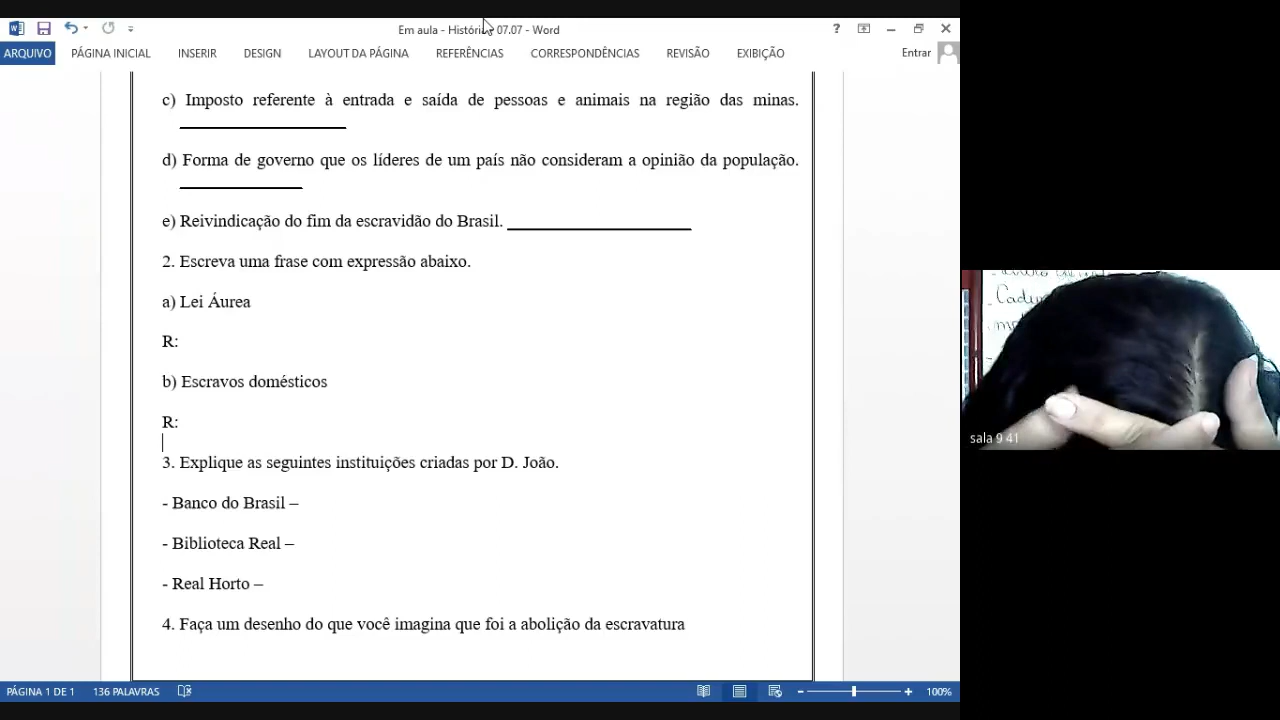 Em aula - História 07.07 - Word
ARQUIVO PÁGINA INICIAL INSERIR DESIGN LAYOUT DA PÁGINA REFERÊNCIAS CORRESPONDÊNCIAS REVISÃO EXIBIÇÃO Entrar
c) Imposto referente à entrada e saída de pessoas e animais na região das minas.
d) Forma de governo que os líderes de um país não consideram a opinião da população.
e) Reivindicação do fim da escravidão do Brasil.
2. Escreva uma frase com expressão abaixo.
a) Lei Áurea
R:
b) Escravos domésticos
R:
3. Explique as seguintes instituições criadas por D. João.
- Banco do Brasil –
- Biblioteca Real –
- Real Horto –
4. Faça um desenho do que você imagina que foi a abolição da escravatura
PÁGINA 1 DE 1 136 PALAVRAS 100%
sala 9 41